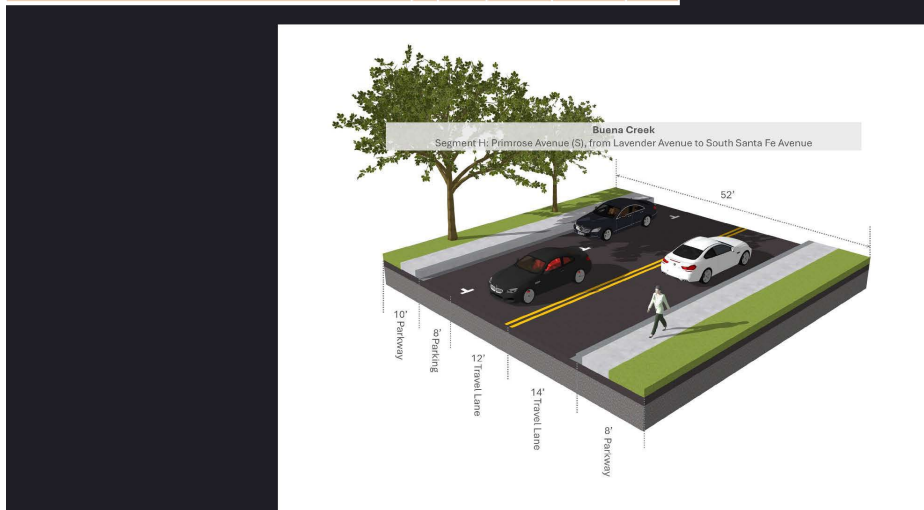 Buena Creek
Segment H: Primrose Avenue (S), from Lavender Avenue to South Santa Fe Avenue
52'
10' Parkway
8' Parking
12' Travel Lane
14' Travel Lane
8' Parkway